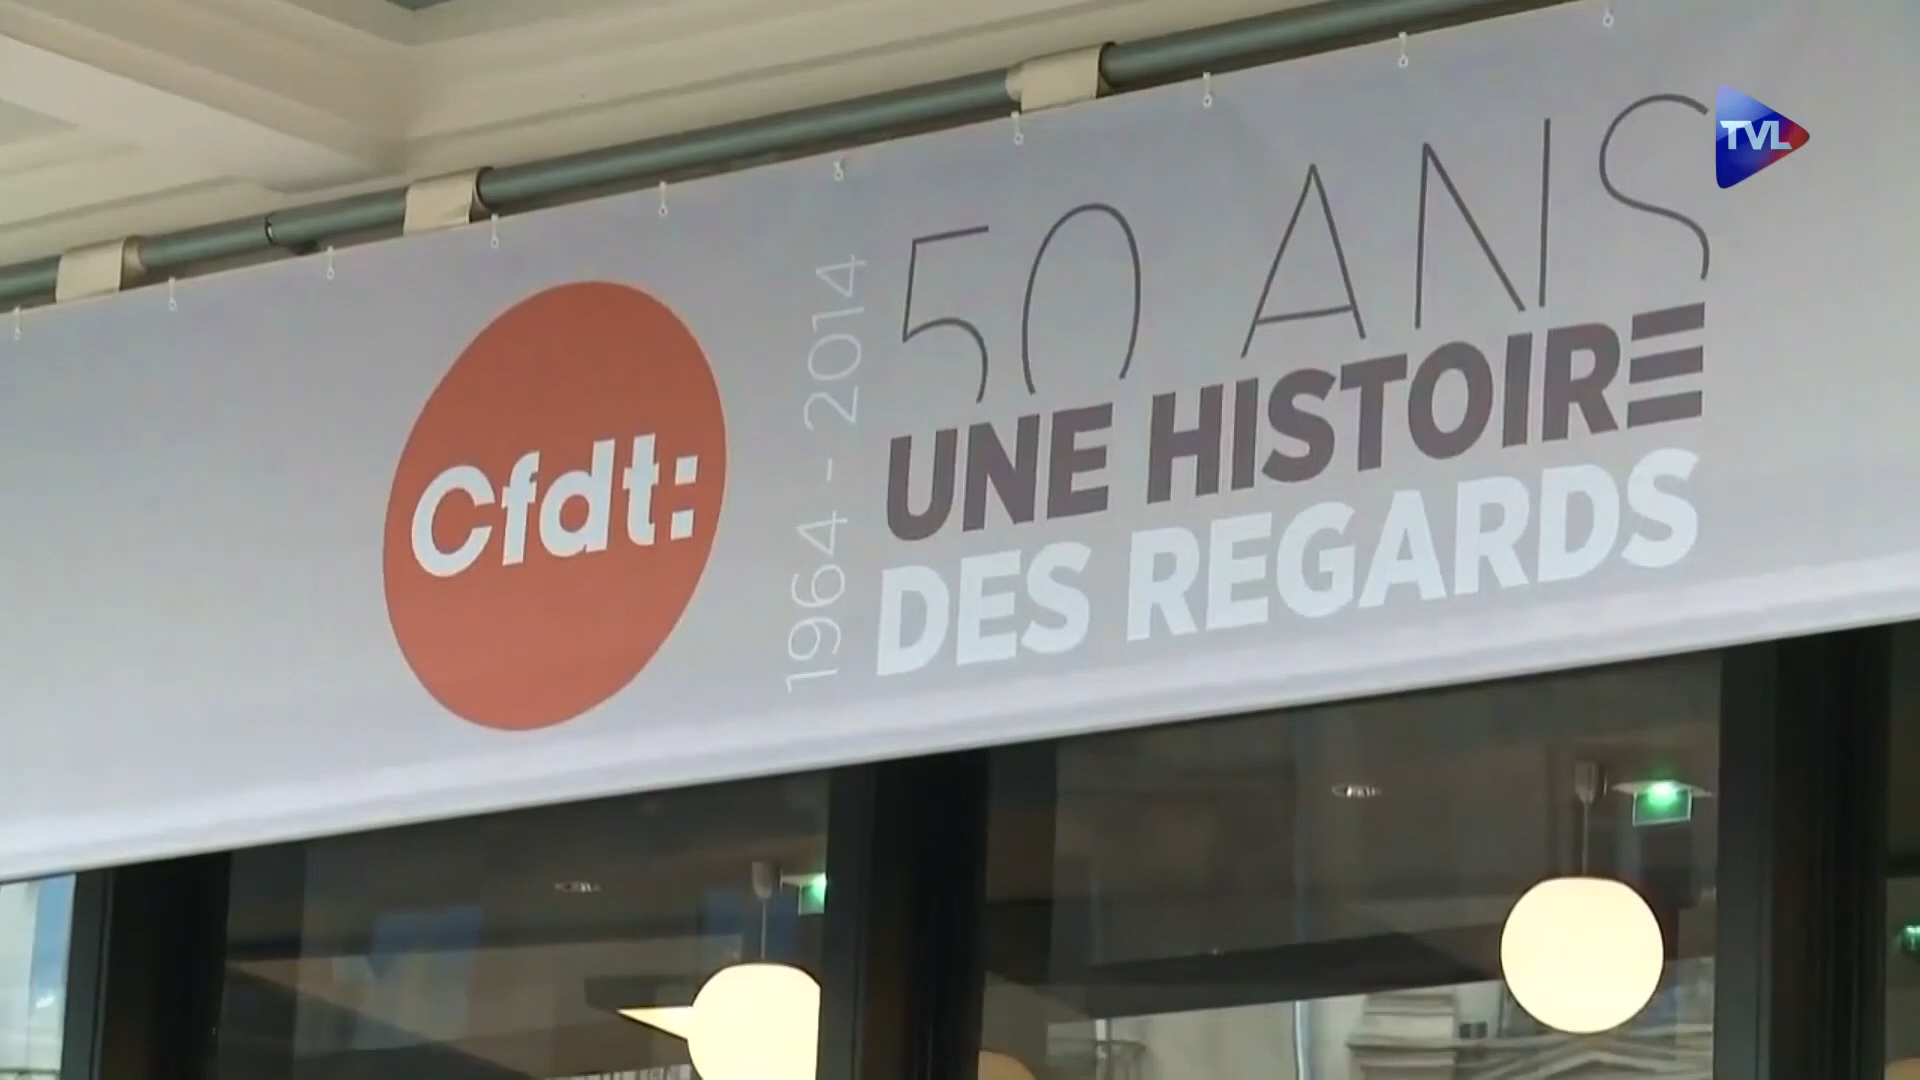 Cfdt:
1964 - 2014
50 ANS
UNE HISTOIRE
DES REGARDS
TVL